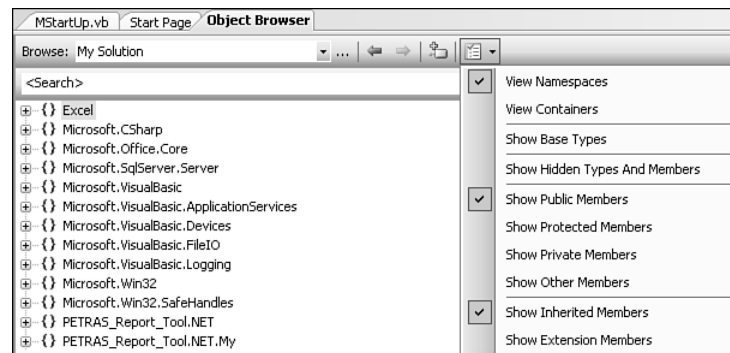 MStartUp.vb Start Page Object Browser
Browse: My Solution ...
<Search>
{} Excel
{} Microsoft.CSharp
{} Microsoft.Office.Core
{} Microsoft.SqlServer.Server
{} Microsoft.VisualBasic
{} Microsoft.VisualBasic.ApplicationServices
{} Microsoft.VisualBasic.Devices
{} Microsoft.VisualBasic.FileIO
{} Microsoft.VisualBasic.Logging
{} Microsoft.Win32
{} Microsoft.Win32.SafeHandles
{} PETRAS_Report_Tool.NET
{} PETRAS_Report_Tool.NET.My
View Namespaces
View Containers
Show Base Types
Show Hidden Types And Members
Show Public Members
Show Protected Members
Show Private Members
Show Other Members
Show Inherited Members
Show Extension Members